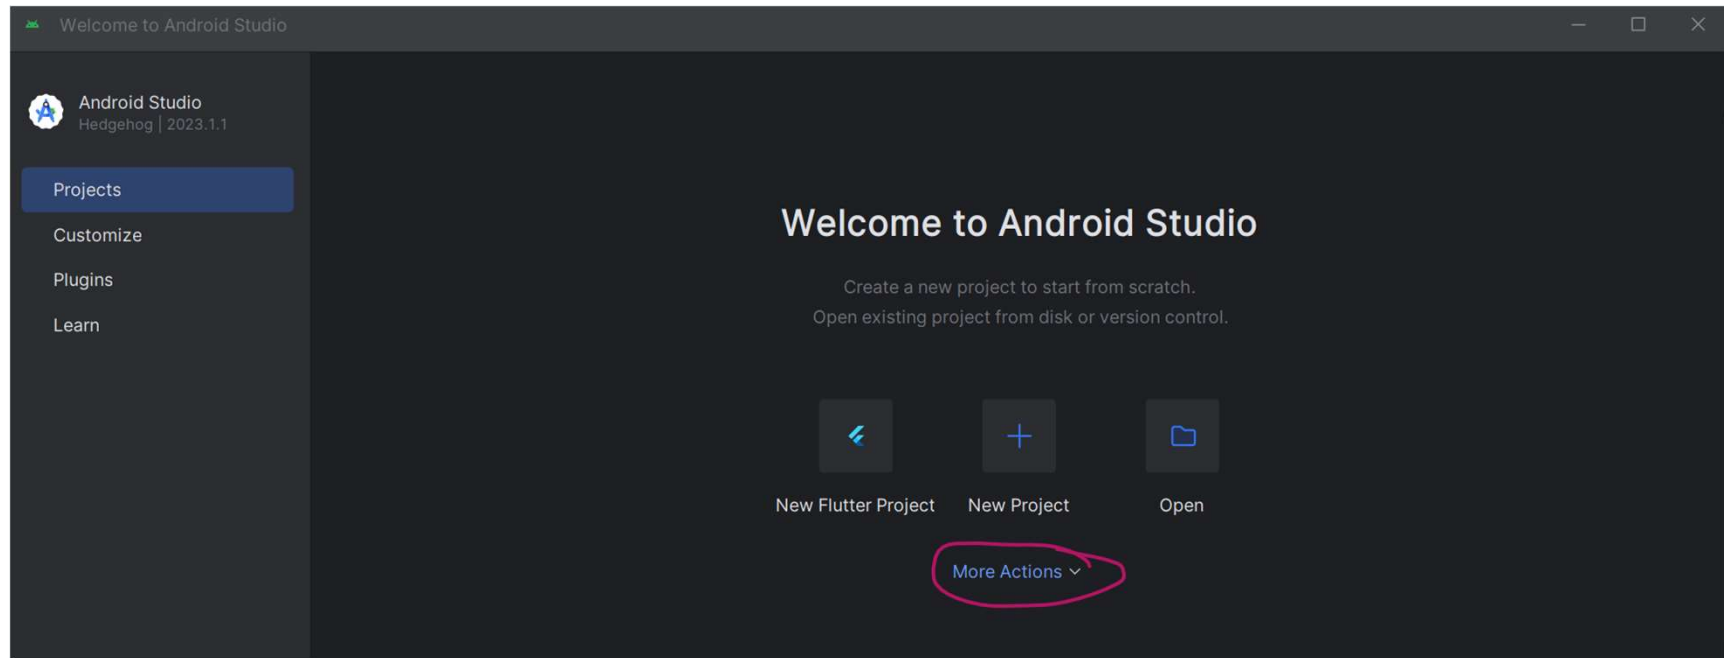 Welcome to Android Studio
Android Studio
Hedgehog | 2023.1.1
Projects
Customize
Plugins
Learn
Welcome to Android Studio
Create a new project to start from scratch.
Open existing project from disk or version control.
New Flutter Project
New Project
Open
More Actions